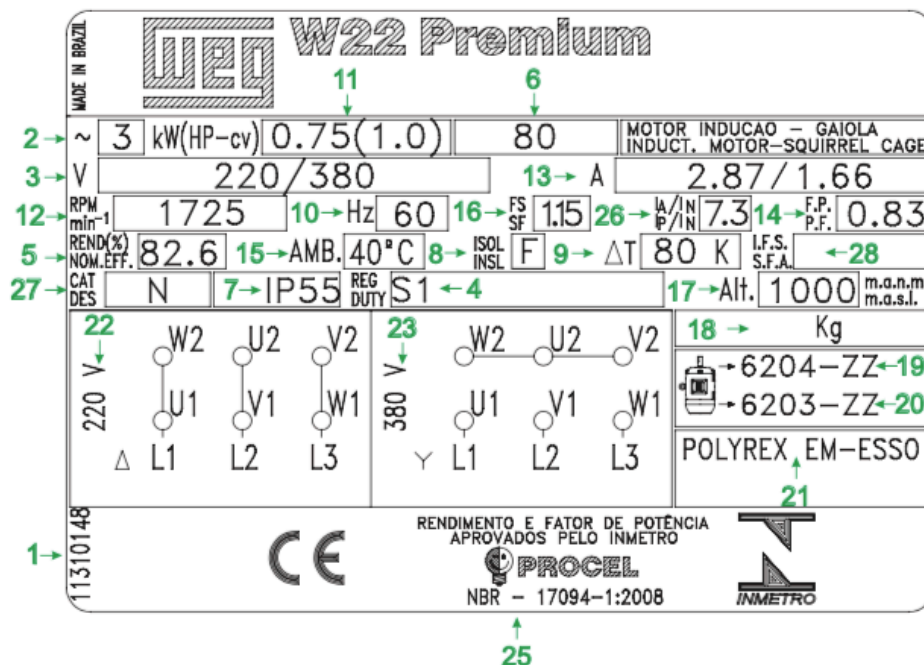 MADE IN BRAZIL
weg W22 Premium
11 6
2 ~ 3 kW(HP-cv) 0.75(1.0) 80 MOTOR INDUCAO - GAIOLA
INDUCT. MOTOR-SQUIRREL CAGE
3 V 220/380 13 A 2.87/1.66
12 RPM min⁻¹ 1725 10 Hz 60 16 FS SF 1.15 26 IA/IN IP/IN 7.3 14 F.P. P.F. 0.83
5 REND(%) NOM.EFF. 82.6 15 AMB. 40°C 8 ISOL INSL F 9 ΔT 80 K I.F.S. S.F.A. 28
27 CAT DES N 7 IP55 REG DUTY S1 4 17 Alt. 1000 m.a.n.m m.a.s.l.
22 220 V
W2 U2 V2
U1 V1 W1
Δ L1 L2 L3
23 380 V
W2 U2 V2
U1 V1 W1
Y L1 L2 L3
18 Kg
6204-ZZ 19
6203-ZZ 20
POLYREX EM-ESSO
21
1 11310148
CE
RENDIMENTO E FATOR DE POTÊNCIA
APROVADOS PELO INMETRO
PROCEL
NBR - 17094-1:2008
INMETRO
25